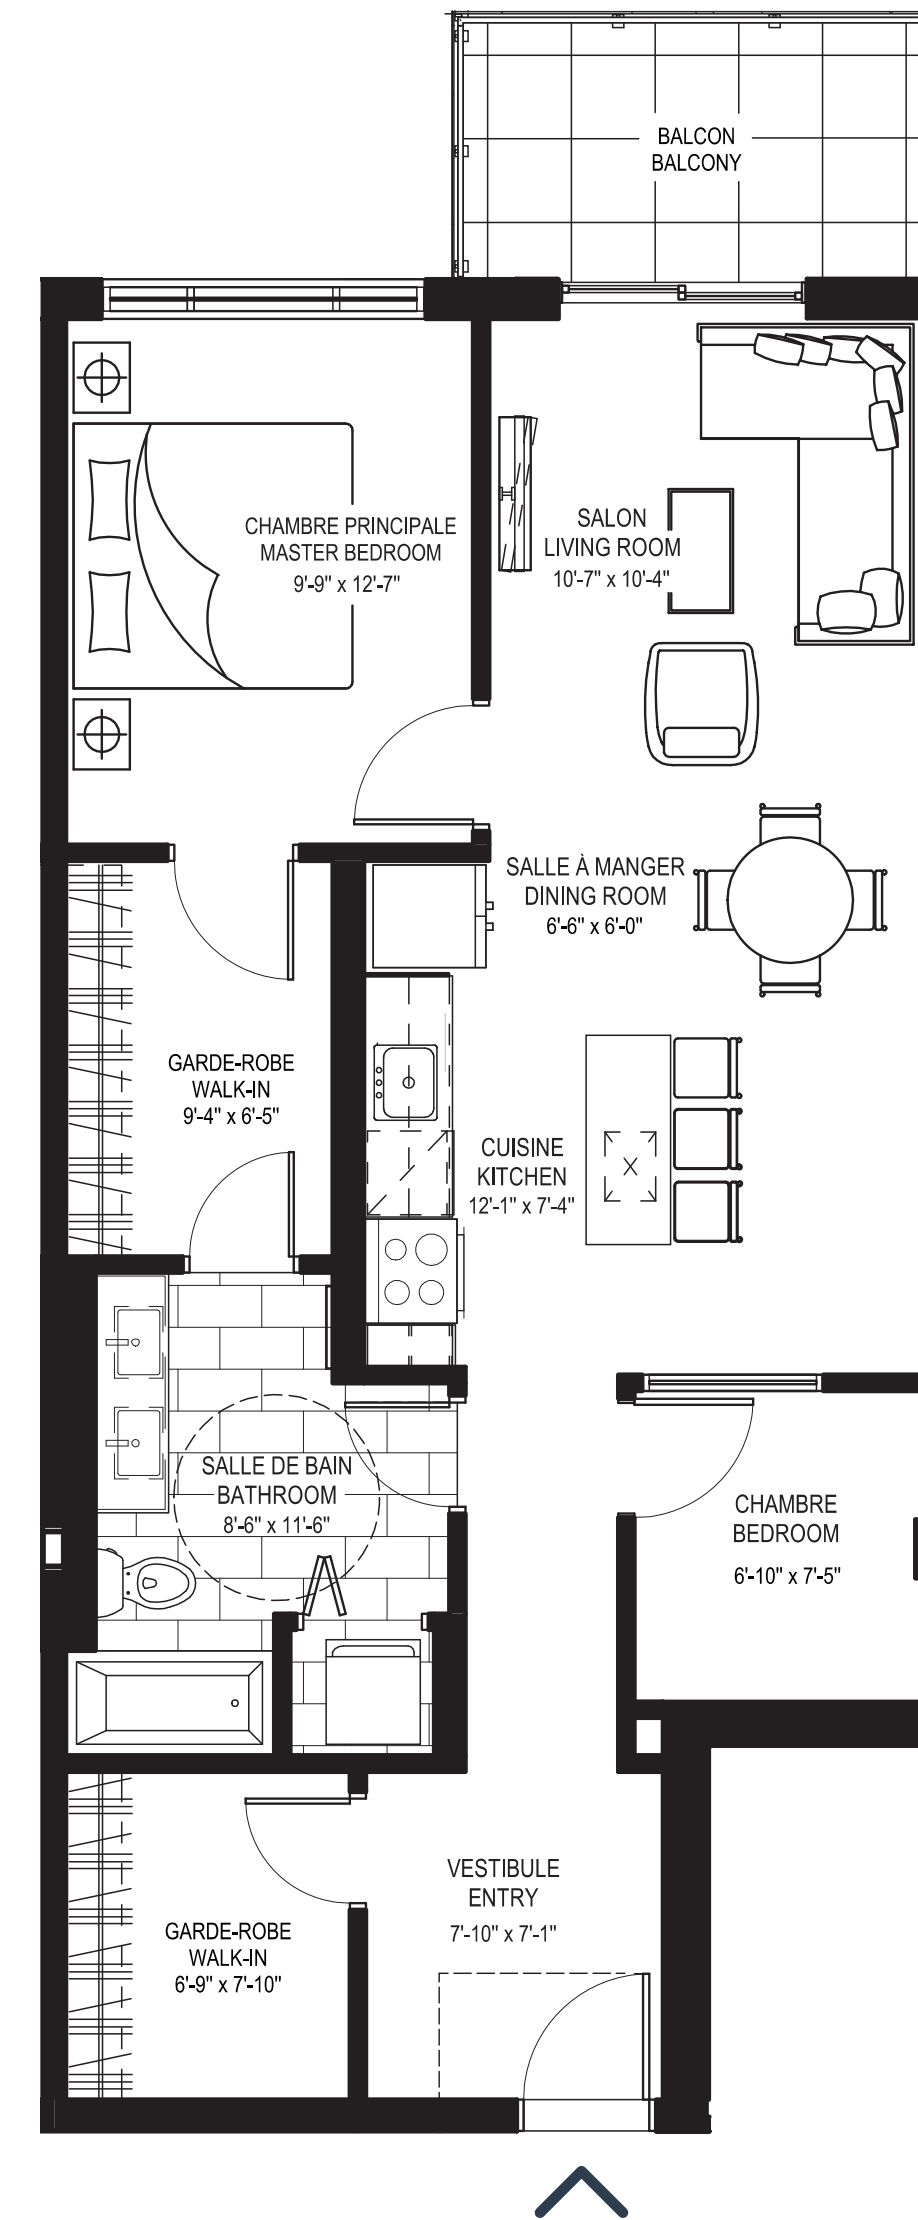 BALCON
BALCONY
CHAMBRE PRINCIPALE
MASTER BEDROOM
9'-9" x 12'-7"
SALON
LIVING ROOM
10'-7" x 10'-4"
SALLE À MANGER
DINING ROOM
6'-6" x 6'-0"
GARDE-ROBE
WALK-IN
9'-4" x 6'-5"
CUISINE
KITCHEN
12'-1" x 7'-4"
SALLE DE BAIN
BATHROOM
8'-6" x 11'-6"
CHAMBRE
BEDROOM
6'-10" x 7'-5"
VESTIBULE
ENTRY
7'-10" x 7'-1"
GARDE-ROBE
WALK-IN
6'-9" x 7'-10"